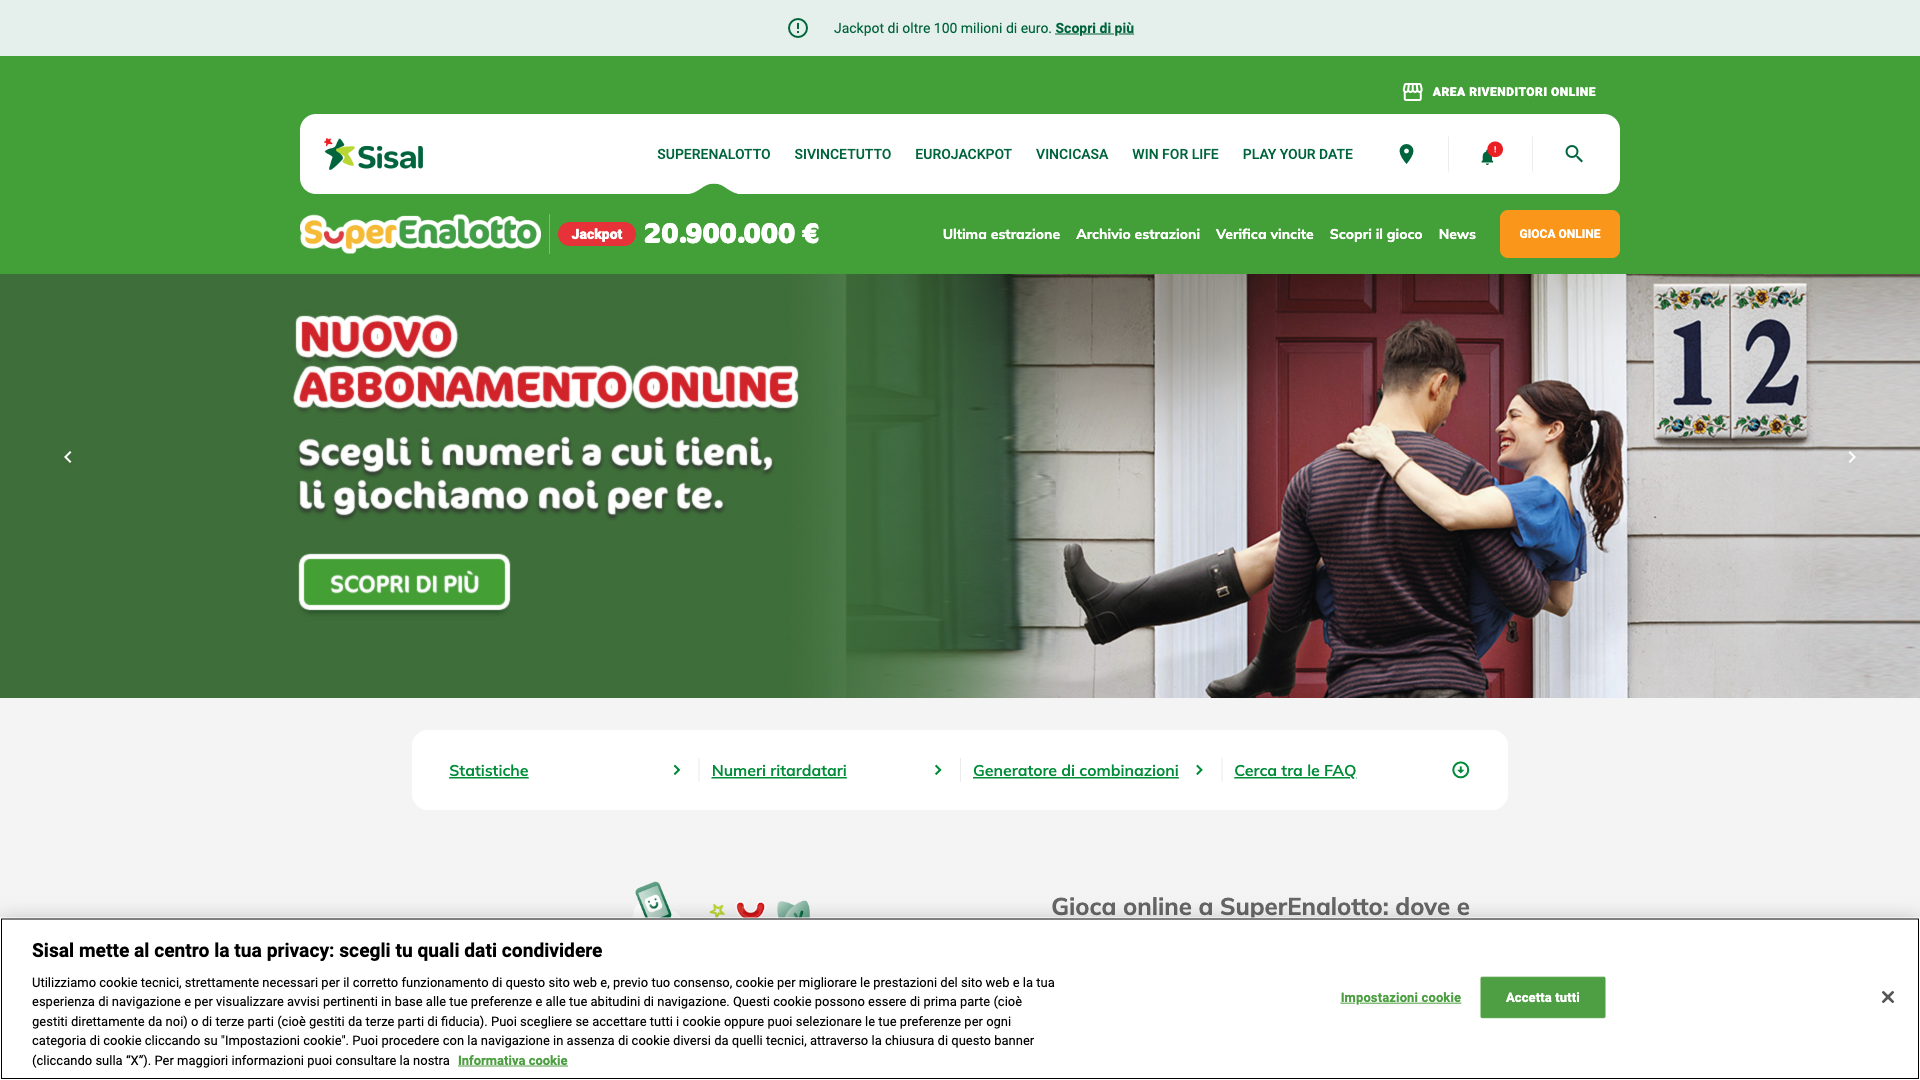 Jackpot di oltre 100 milioni di euro. Scopri di più
AREA RIVENDITORI ONLINE
Sisal
SUPERENALOTTO SIVINCETUTTO EUROJACKPOT VINCICASA WIN FOR LIFE PLAY YOUR DATE
SuperEnalotto Jackpot 20.900.000 € Ultima estrazione Archivio estrazioni Verifica vincite Scopri il gioco News GIOCA ONLINE
NUOVO
ABBONAMENTO ONLINE
Scegli i numeri a cui tieni,
li giochiamo noi per te.
SCOPRI DI PIÙ
12
Statistiche Numeri ritardatari Generatore di combinazioni Cerca tra le FAQ
Gioca online a SuperEnalotto: dove e
Sisal mette al centro la tua privacy: scegli tu quali dati condividere
Utilizziamo cookie tecnici, strettamente necessari per il corretto funzionamento di questo sito web e, previo tuo consenso, cookie per migliorare le prestazioni del sito web e la tua
esperienza di navigazione e per visualizzare avvisi pertinenti in base alle tue preferenze e alle tue abitudini di navigazione. Questi cookie possono essere di prima parte (cioè
gestiti direttamente da noi) o di terze parti (cioè gestiti da terze parti di fiducia). Puoi scegliere se accettare tutti i cookie oppure puoi selezionare le tue preferenze per ogni
categoria di cookie cliccando su "Impostazioni cookie". Puoi procedere con la navigazione in assenza di cookie diversi da quelli tecnici, attraverso la chiusura di questo banner
(cliccando sulla “X”). Per maggiori informazioni puoi consultare la nostra Informativa cookie
Impostazioni cookie
Accetta tutti